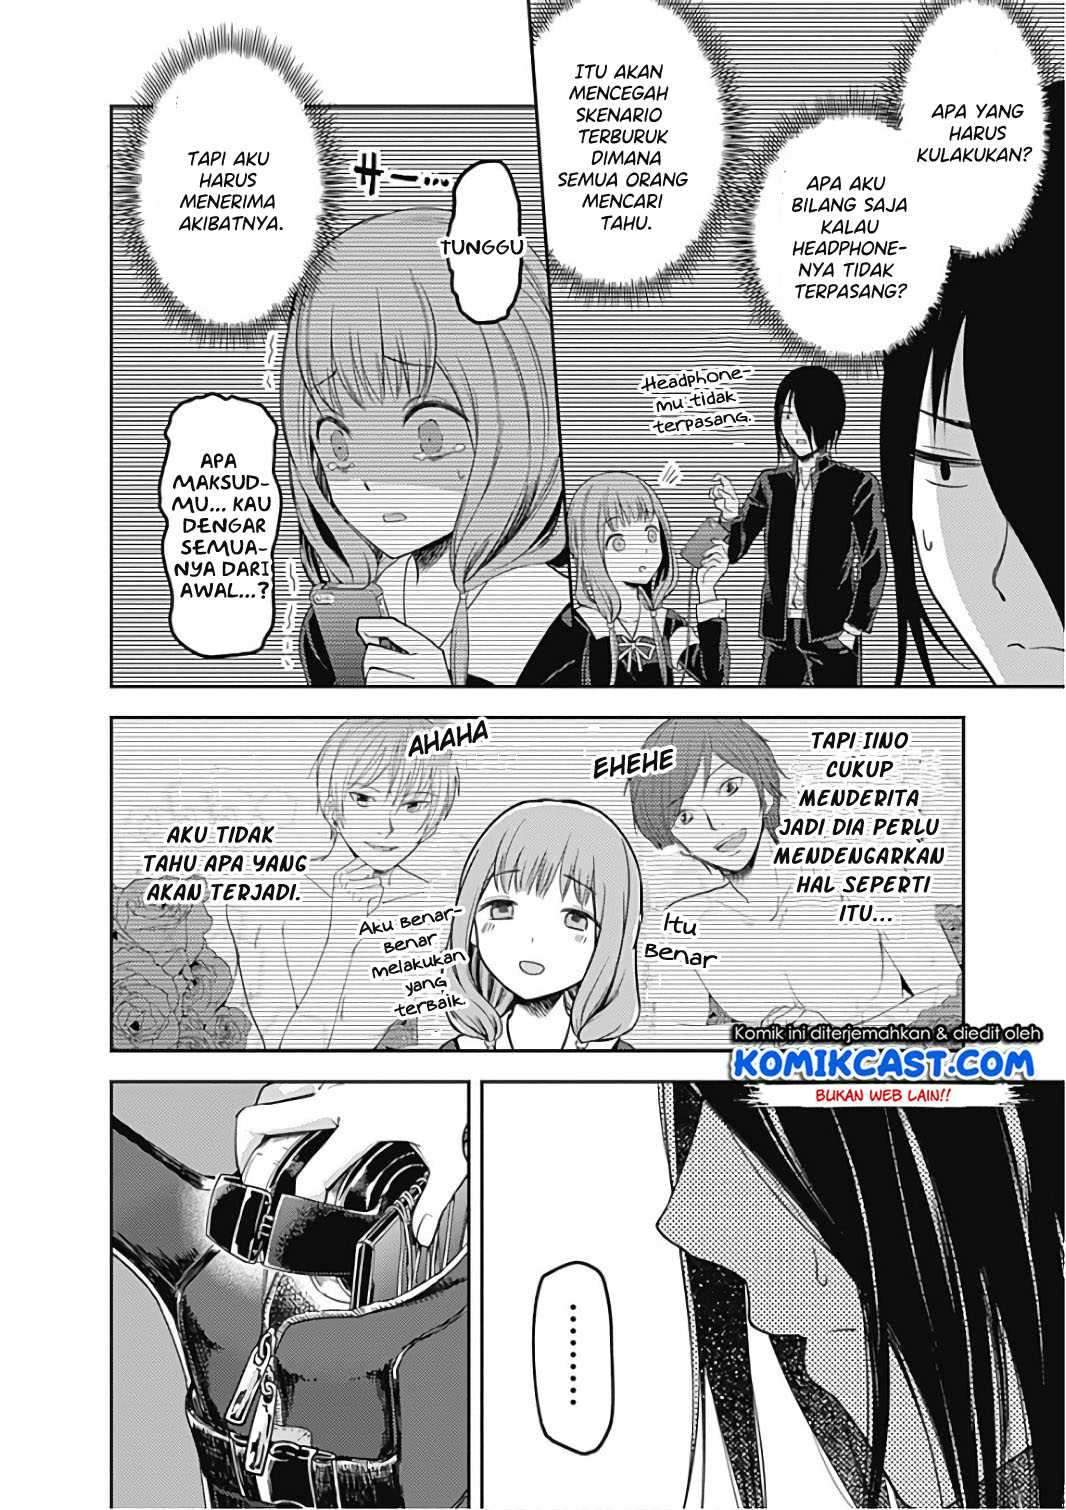 APA YANG
HARUS
KULAKUKAN?
APA AKU
BILANG SAJA
KALAU
HEADPHONE-
NYA TIDAK
TERPASANG?
ITU AKAN
MENCEGAH
SKENARIO
TERBURUK
DIMANA
SEMUA ORANG
MENCARI
TAHU.
Headphone-
mu tidak
terpasang.
TAPI AKU
HARUS
MENERIMA
AKIBATNYA.
サー…
TUNGGU
APA
MAKSUD-
MU... KAU
DENGAR
SEMUA-
NYA DARI
AWAL...?
TAPI IINO
CUKUP
MENDERITA
JADI DIA PERLU
MENDENGARKAN
HAL SEPERTI
ITU...
EHEHE
AHAHA
Itu
Benar
Aku Benar-
Benar
melakukan
yang
terbaik.
AKU TIDAK
TAHU APA YANG
AKAN TERJADI.
Komik ini diterjemahkan & diedit oleh
KOMIKCAST.COM
BUKAN WEB LAIN!!
………